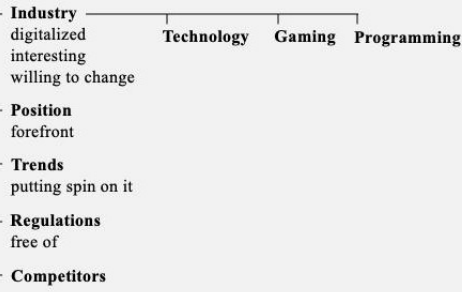 Industry
digitalized
interesting
willing to change
Technology Gaming Programming
Position
forefront
Trends
putting spin on it
Regulations
free of
Competitors